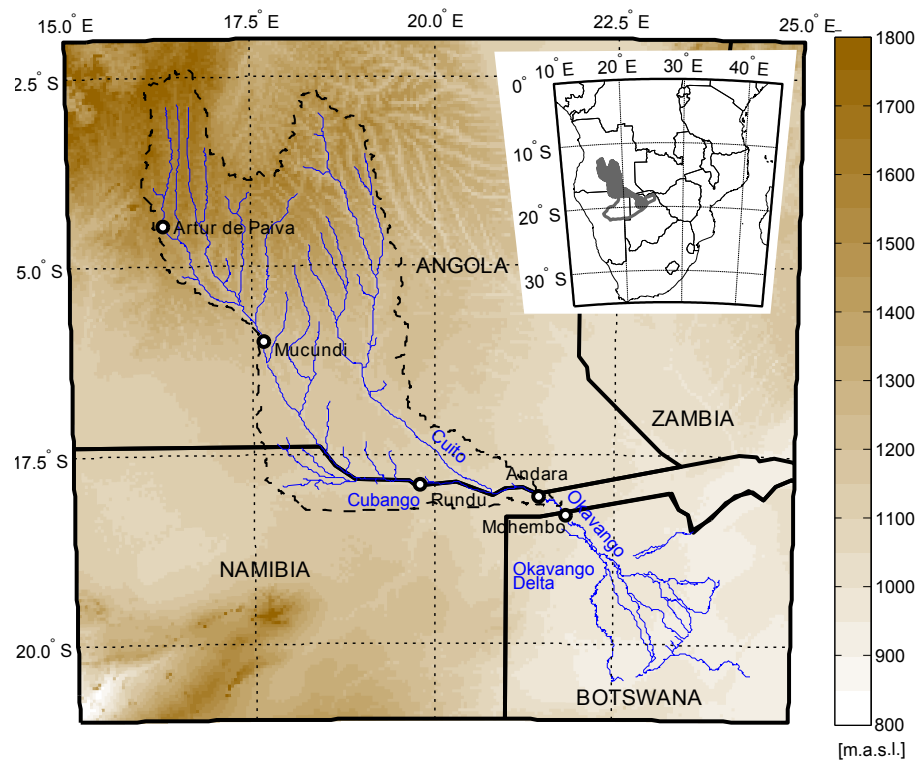 15.0° E
17.5° E
20.0° E
22.5° E
25.0° E
2.5° S
5.0° S
17.5° S
20.0° S
0°
10° E
20° E
30° E
40° E
10° S
20° S
30° S
Artur de Paiva
ANGOLA
Mucundi
ZAMBIA
Cuito
Andara
Cubango
Rundu
Okavango
Mohembo
NAMIBIA
Okavango
Delta
BOTSWANA
1800
1700
1600
1500
1400
1300
1200
1100
1000
900
800
[m.a.s.l.]